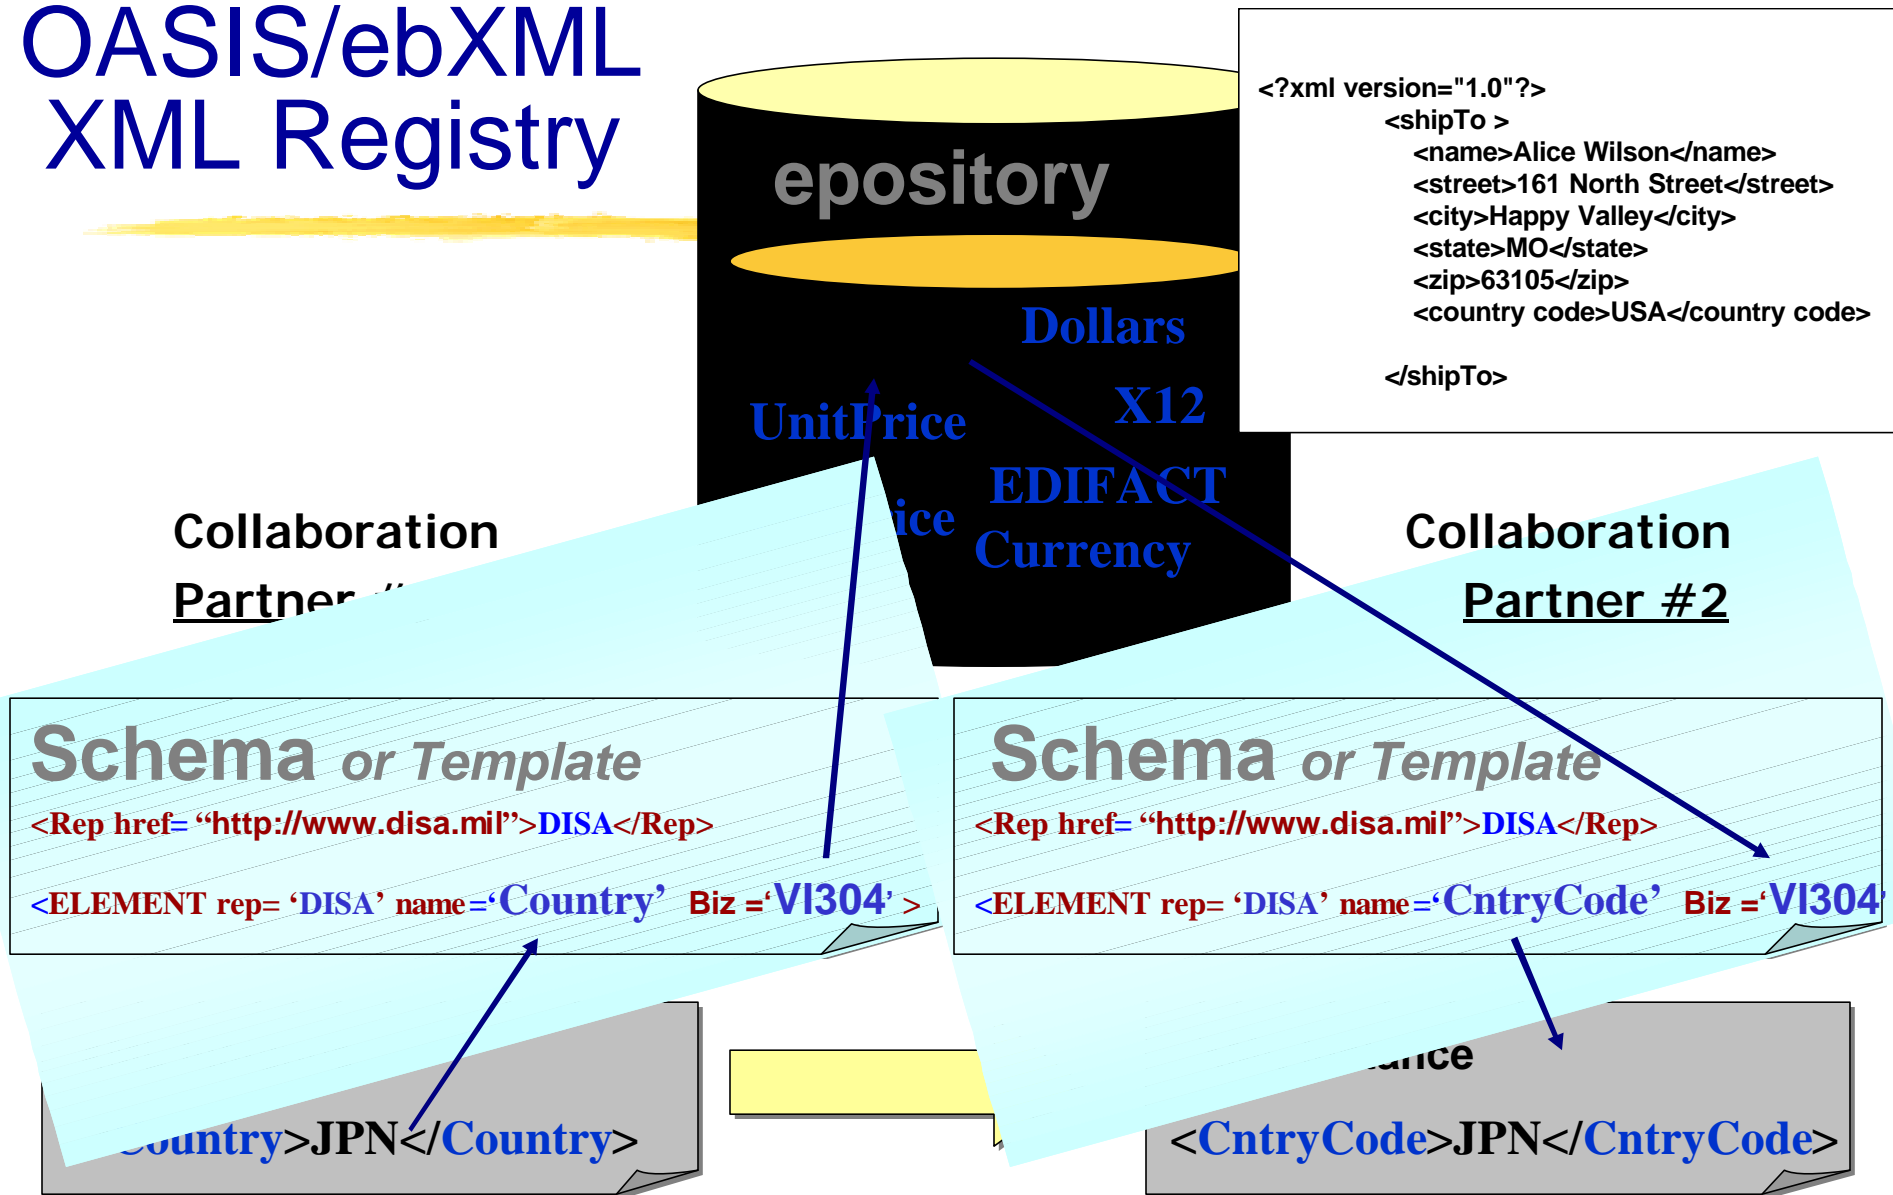 OASIS/ebXML
XML Registry
epository
<?xml version="1.0"?>
<shipTo >
<name>Alice Wilson</name>
<street>161 North Street</street>
<city>Happy Valley</city>
<state>MO</state>
<zip>63105</zip>
<country code>USA</country code>
</shipTo>
Dollars
X12
UnitPrice
EDIFACT
ice
Currency
Collaboration
Partner
Collaboration
Partner #2
Schema or Template
<Rep href= “http://www.disa.mil”>DISA</Rep>
<ELEMENT rep= ‘DISA’ name=‘Country’ Biz =‘VI304’ >
Schema or Template
<Rep href= “http://www.disa.mil”>DISA</Rep>
<ELEMENT rep= ‘DISA’ name=‘CntryCode’ Biz =‘VI304’
ountry>JPN</Country>
<CntryCode>JPN</CntryCode>